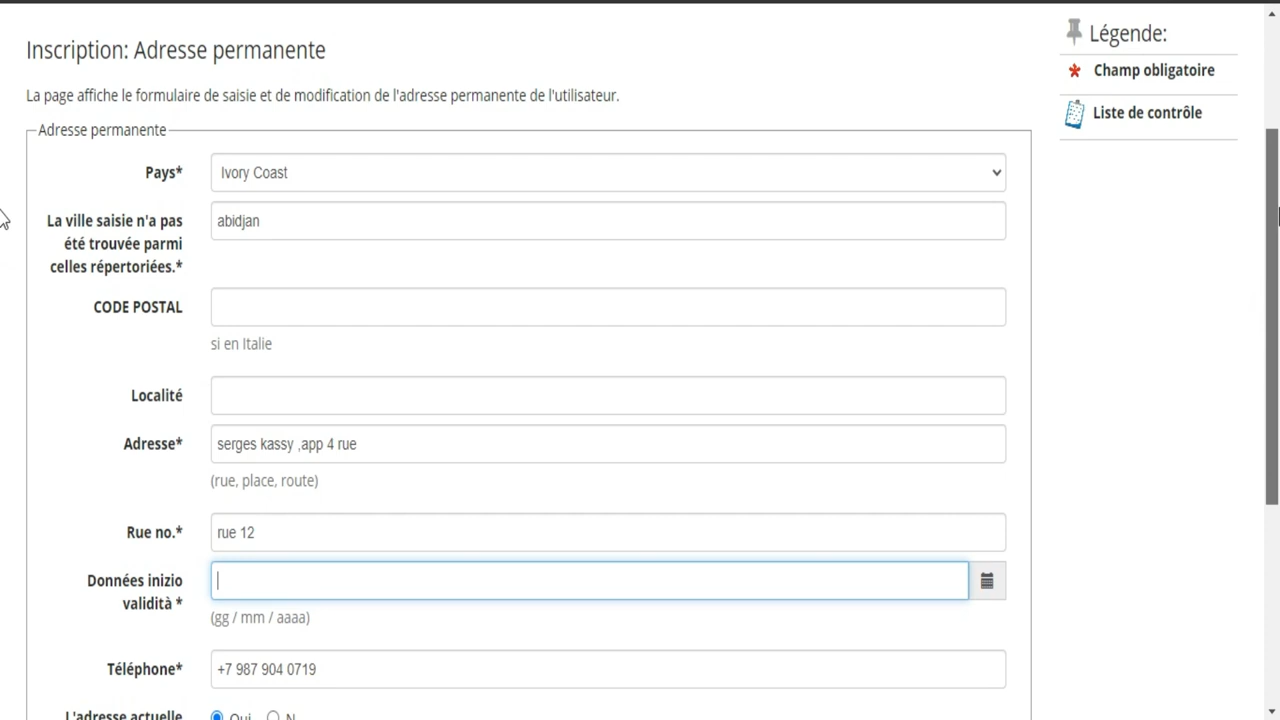 Inscription: Adresse permanente
Légende:
Champ obligatoire
Liste de contrôle
La page affiche le formulaire de saisie et de modification de l'adresse permanente de l'utilisateur.
Adresse permanente
Pays*
Ivory Coast
La ville saisie n'a pas
été trouvée parmi
celles répertoriées.*
abidjan
CODE POSTAL
si en Italie
Localité
Adresse*
serges kassy ,app 4 rue
(rue, place, route)
Rue no.*
rue 12
Données inizio
validità *
(gg / mm / aaaa)
Téléphone*
+7 987 904 0719
L'adresse actuelle
Oui
N